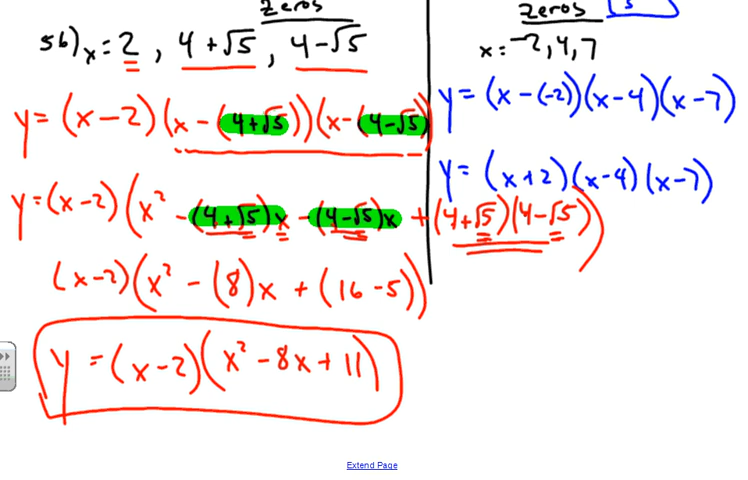 zeros
56) x = 2, 4+√5, 4-√5
y = (x-2)(x-(4+√5))(x-(4-√5))
y = (x-2)(x² - (4+√5)x - (4-√5)x + (4+√5)(4-√5))
(x-2)(x² - (8)x + (16-5))
y = (x-2)(x² - 8x + 11)
zeros
5
x = -2, 4, 7
y = (x-(-2))(x-4)(x-7)
y = (x+2)(x-4)(x-7)
Extend Page